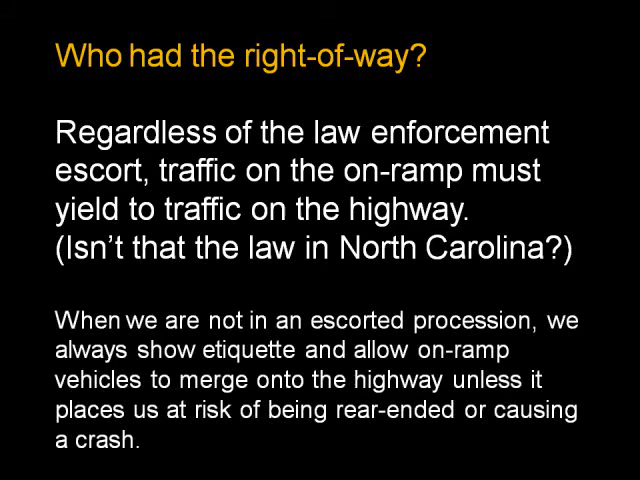 Who had the right-of-way?
Regardless of the law enforcement
escort, traffic on the on-ramp must
yield to traffic on the highway.
(Isn't that the law in North Carolina?)
When we are not in an escorted procession, we
always show etiquette and allow on-ramp
vehicles to merge onto the highway unless it
places us at risk of being rear-ended or causing
a crash.